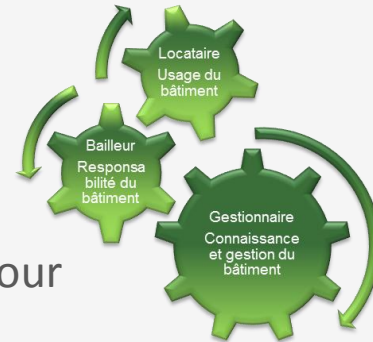 Locataire
Usage du
bâtiment
Bailleur
Responsa
bilité du
bâtiment
Gestionnaire
Connaissance
et gestion du
bâtiment
our